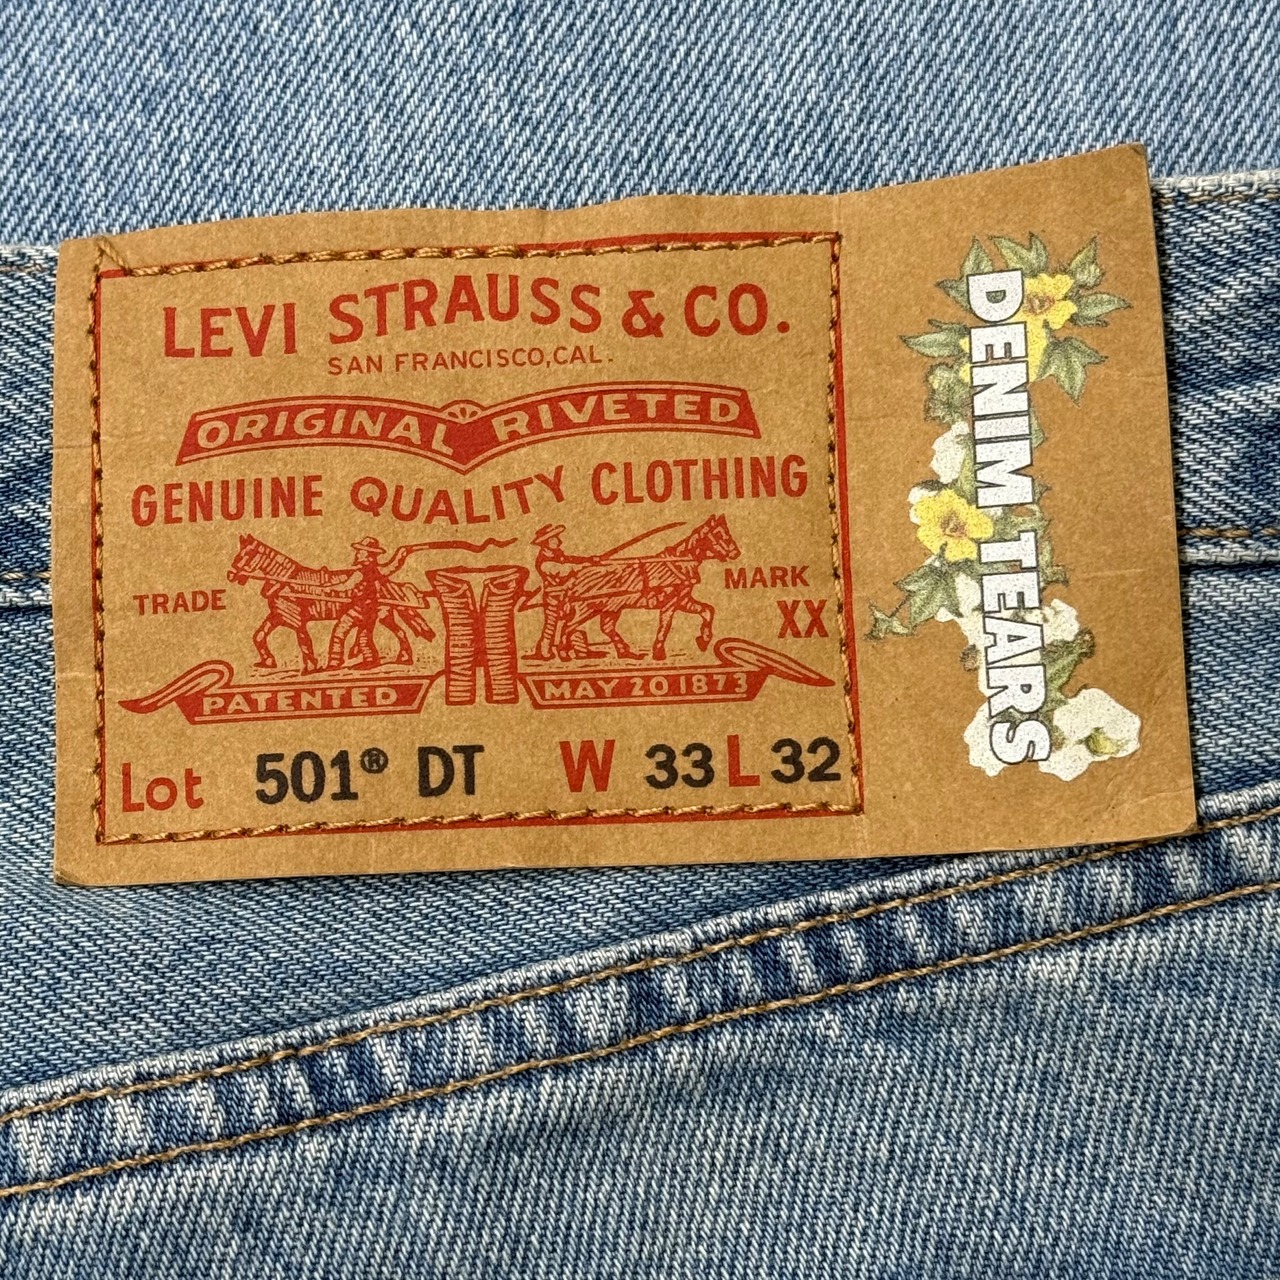 LEVI STRAUSS & CO.
SAN FRANCISCO, CAL.
ORIGINAL RIVETED
GENUINE QUALITY CLOTHING
TRADE MARK
XX
PATENTED MAY 20 1873
Lot 501® DT W 33 L 32
DENIM TEARS